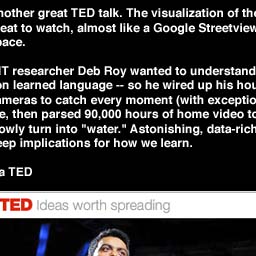 nother great TED talk. The visualization of the
eat to watch, almost like a Google Streetview
pace.
IT researcher Deb Roy wanted to understand
on learned language -- so he wired up his hou
ameras to catch every moment (with exceptio
e, then parsed 90,000 hours of home video to
owly turn into "water." Astonishing, data-rich
eep implications for how we learn.
a TED
TED Ideas worth spreading